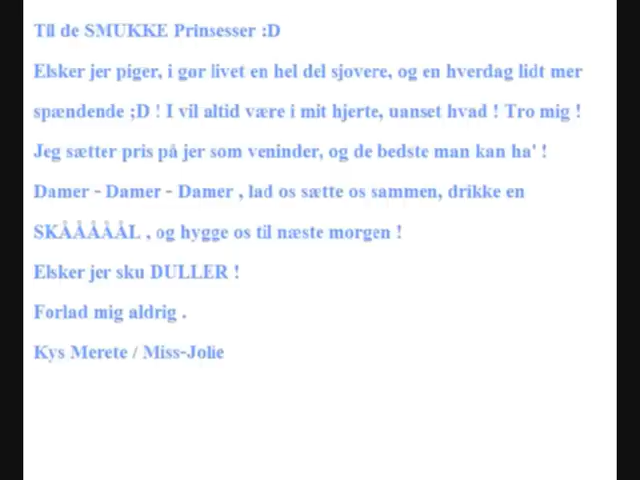 Til de SMUKKE Prinsesser :D
Elsker jer piger, i gør livet en hel del sjovere, og en hverdag lidt mer
spændende ;D ! I vil altid være i mit hjerte, uanset hvad ! Tro mig !
Jeg sætter pris på jer som veninder, og de bedste man kan ha' !
Damer - Damer - Damer , lad os sætte os sammen, drikke en
SKÅÅÅÅÅL , og hygge os til næste morgen !
Elsker jer sku DULLER !
Forlad mig aldrig .
Kys Merete / Miss-Jolie